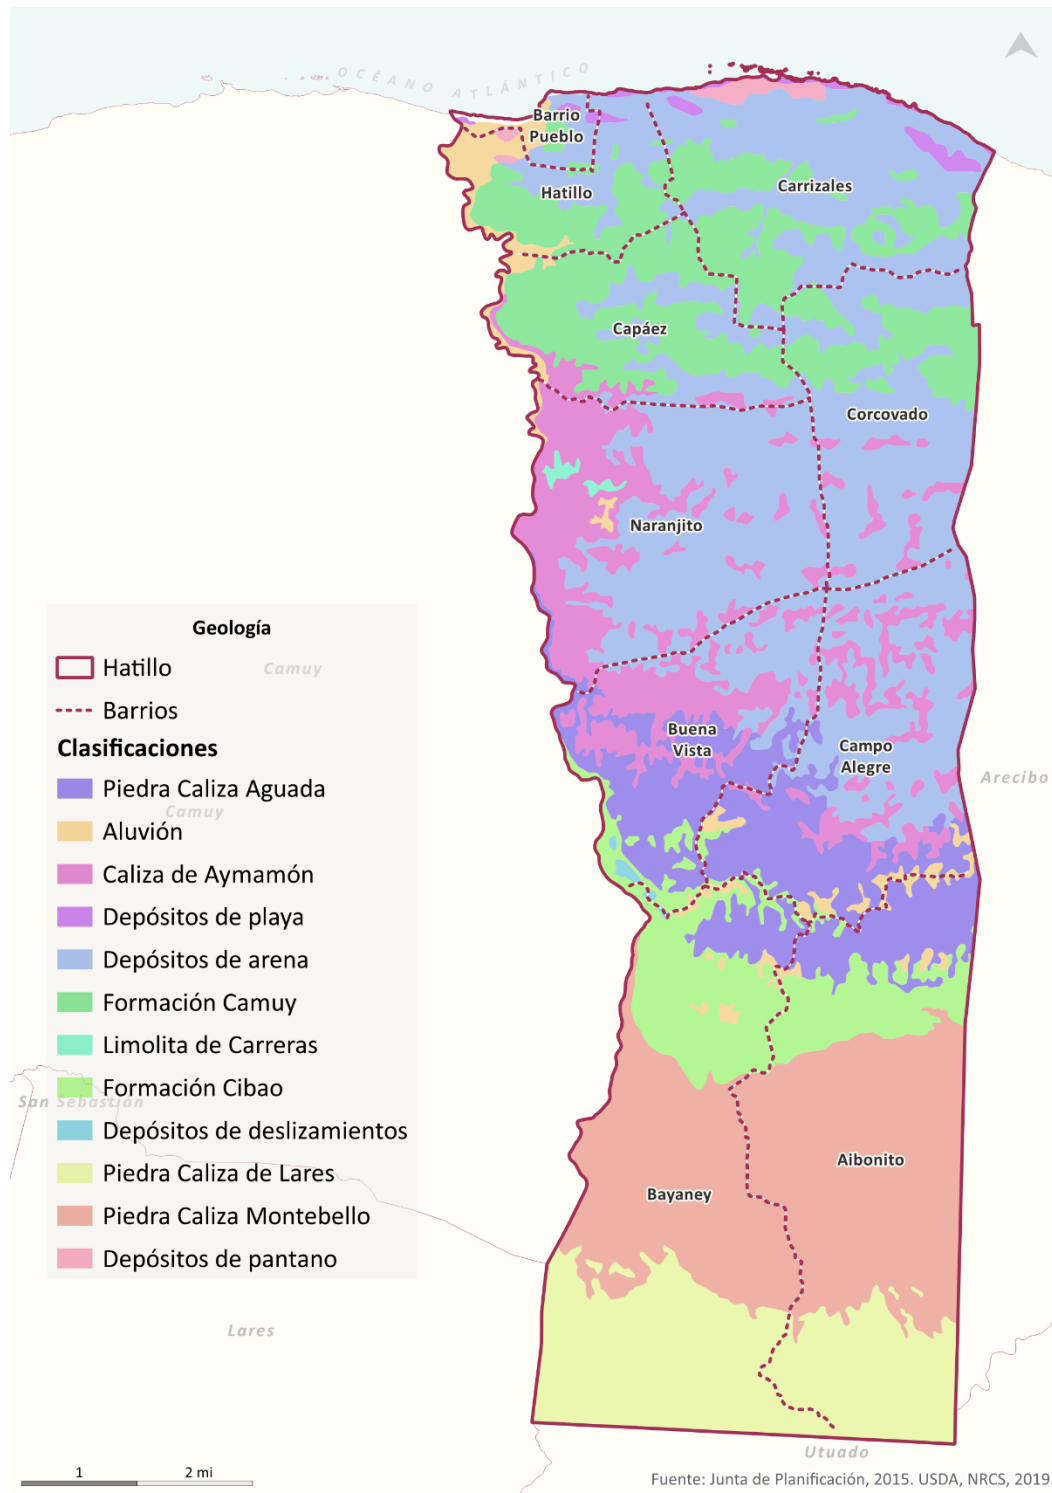 OCÉANO ATLÁNTICO
Barrio
Pueblo
Hatillo
Carrizales
Capáez
Corcovado
Naranjito
Buena
Vista
Campo
Alegre
Arecibo
Aibonito
Bayaney
Utuado
Geología
Hatillo
Camuy
Barrios
Clasificaciones
Piedra Caliza Aguada
Camuy
Aluvión
Caliza de Aymamón
Depósitos de playa
Depósitos de arena
Formación Camuy
Limolita de Carreras
Formación Cibao
San Sebastián
Depósitos de deslizamientos
Piedra Caliza de Lares
Piedra Caliza Montebello
Depósitos de pantano
Lares
1 2 mi
Fuente: Junta de Planificación, 2015. USDA, NRCS, 2019.